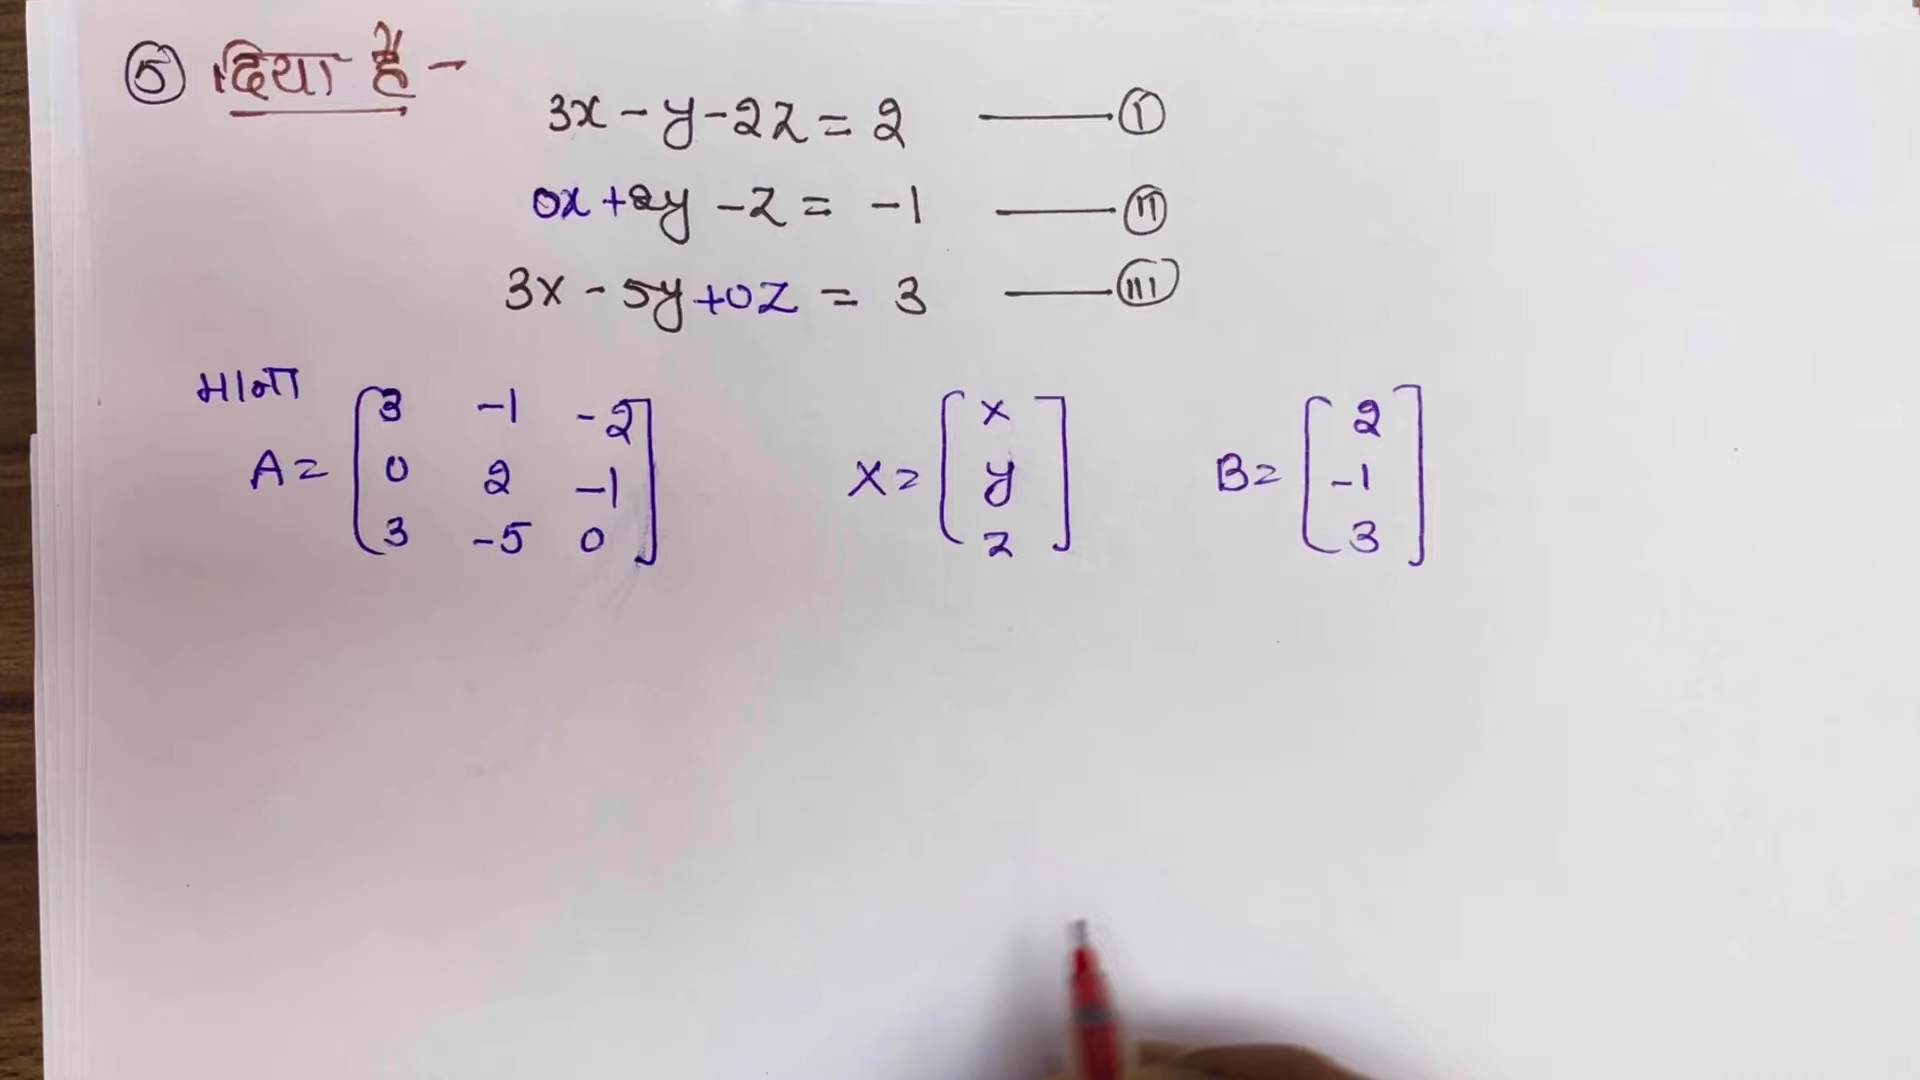 ⑤ दिया है -
3x - y - 2z = 2 —— Ⓘ
0x + 2y - z = -1 —— (II)
3x - 5y + 0z = 3 —— (III)
माना
A = [3 -1 -2
0 2 -1
3 -5 0]
X = [x
y
z]
B = [2
-1
3]